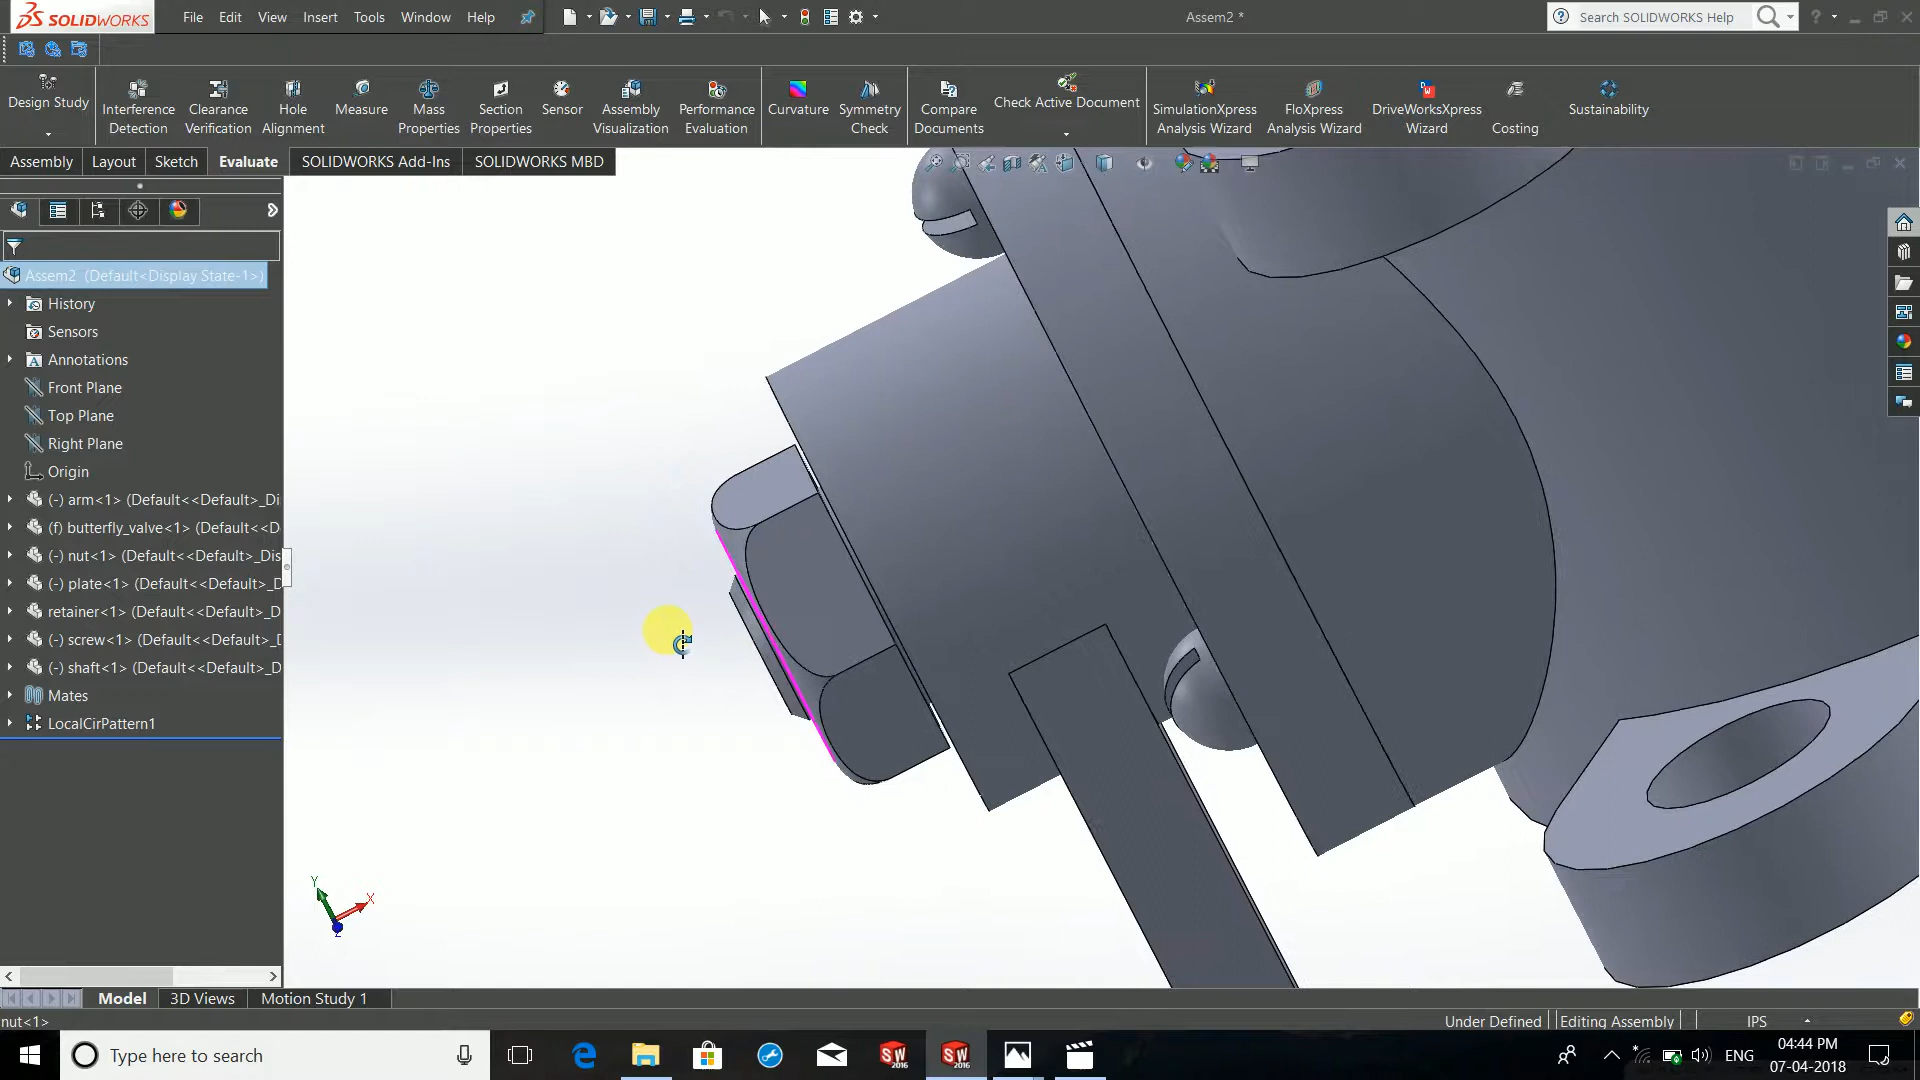 SOLIDWORKS File Edit View Insert Tools Window Help Assem2 * Search SOLIDWORKS Help ?
Design Study
Interference Detection
Clearance Verification
Hole Alignment
Measure
Mass Properties
Section Properties
Sensor
Assembly Visualization
Performance Evaluation
Curvature
Symmetry Check
Compare Documents
Check Active Document
SimulationXpress Analysis Wizard
FloXpress Analysis Wizard
DriveWorksXpress Wizard
Costing
Sustainability
Assembly Layout Sketch Evaluate SOLIDWORKS Add-Ins SOLIDWORKS MBD
Assem2 (Default<Display State-1>)
History
Sensors
Annotations
Front Plane
Top Plane
Right Plane
Origin
(-) arm<1> (Default<<Default>_Di
(f) butterfly_valve<1> (Default<<D
(-) nut<1> (Default<<Default>_Dis
(-) plate<1> (Default<<Default>_D
retainer<1> (Default<<Default>_D
(-) screw<1> (Default<<Default>_D
(-) shaft<1> (Default<<Default>_D
Mates
LocalCirPattern1
Y
X
Z
Model 3D Views Motion Study 1
nut<1> Under Defined Editing Assembly IPS
Type here to search
SW 2016
SW 2016
ENG
04:44 PM
07-04-2018